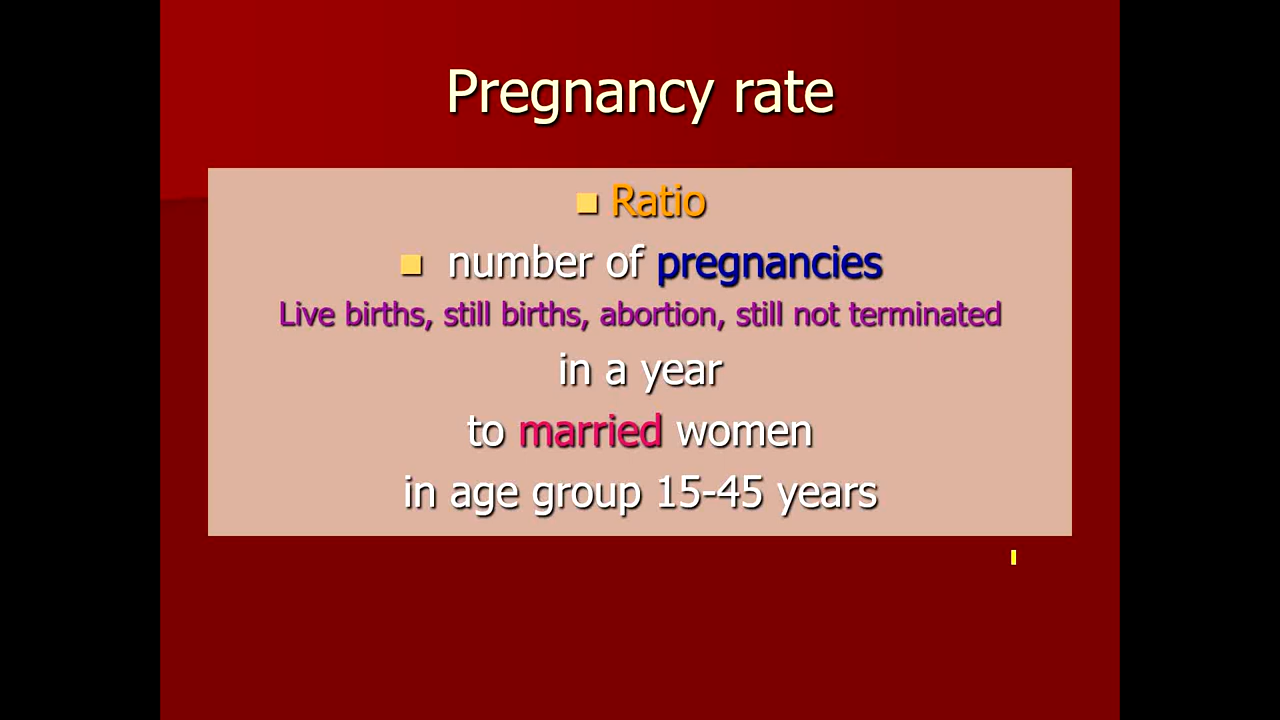 Pregnancy rate
Ratio
number of pregnancies
Live births, still births, abortion, still not terminated
in a year
to married women
in age group 15-45 years